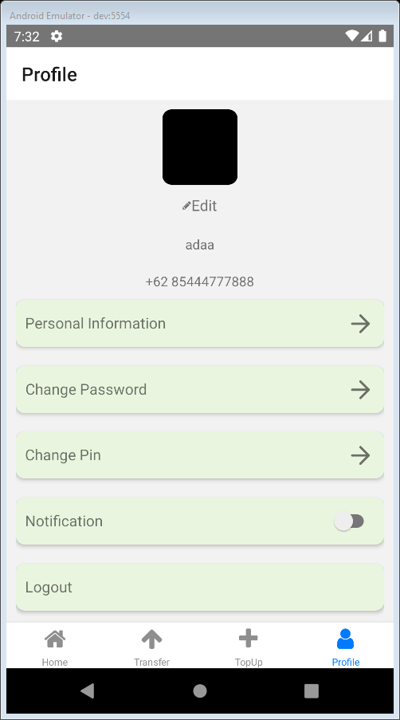 Android Emulator - dev:5554
7:32
Profile
Edit
adaa
+62 85444777888
Personal Information
Change Password
Change Pin
Notification
Logout
Home Transfer TopUp Profile